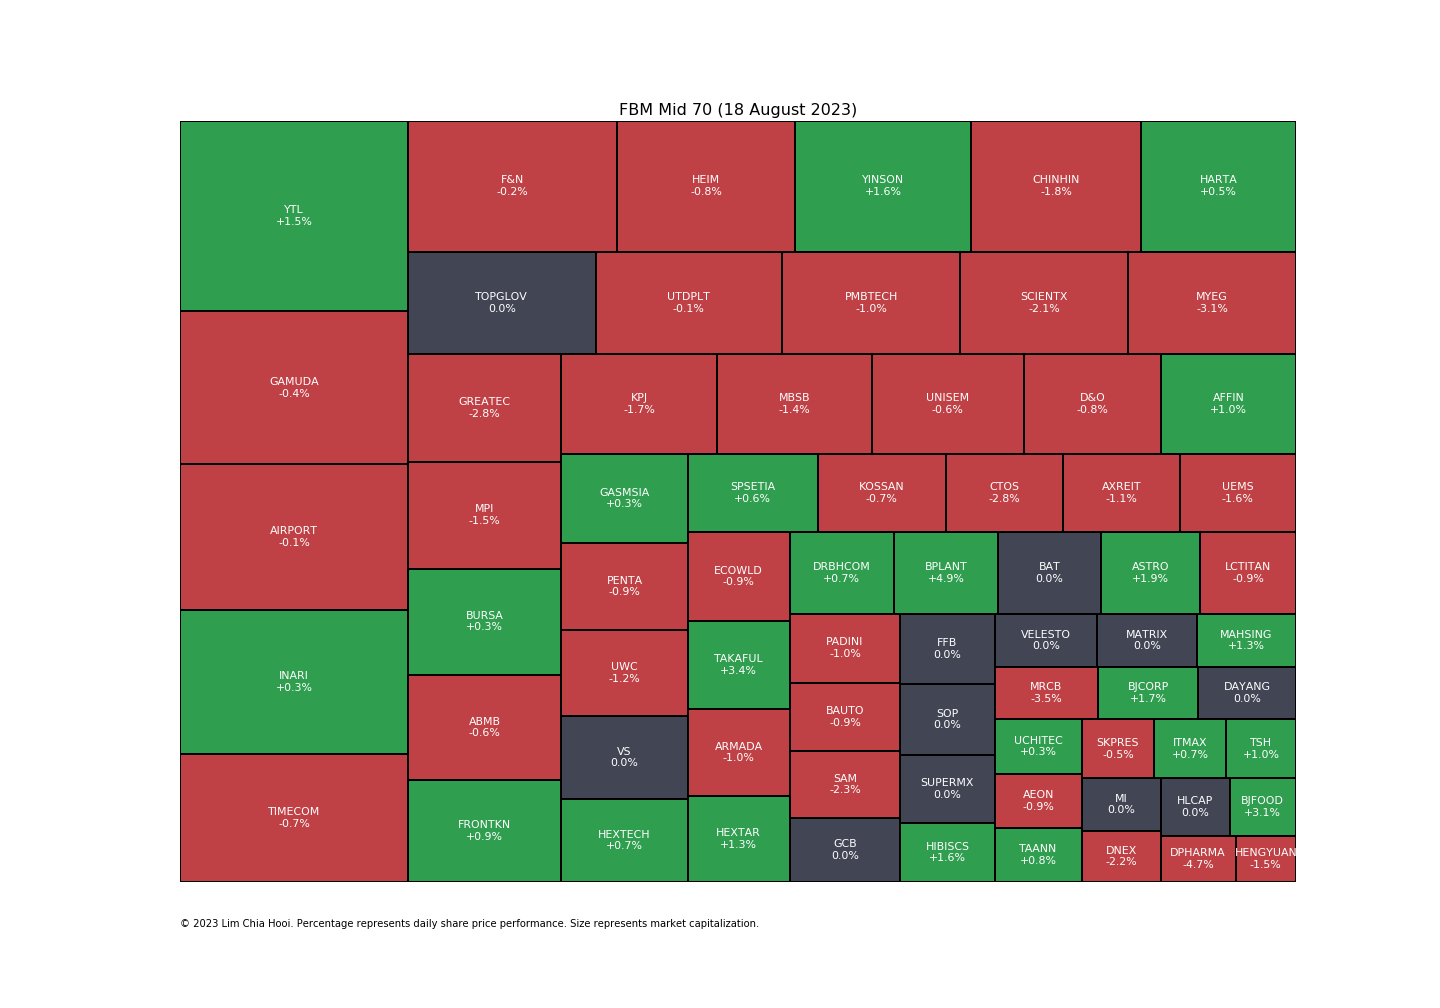 FBM Mid 70 (18 August 2023)
YTL
+1.5%
GAMUDA
-0.4%
AIRPORT
-0.1%
INARI
+0.3%
TIMECOM
-0.7%
F&N
-0.2%
HEIM
-0.8%
YINSON
+1.6%
CHINHIN
-1.8%
HARTA
+0.5%
TOPGLOV
0.0%
UTDPLT
-0.1%
PMBTECH
-1.0%
SCIENTX
-2.1%
MYEG
-3.1%
GREATEC
-2.8%
MPI
-1.5%
BURSA
+0.3%
ABMB
-0.6%
FRONTKN
+0.9%
KPJ
-1.7%
MBSB
-1.4%
UNISEM
-0.6%
D&O
-0.8%
AFFIN
+1.0%
GASMSIA
+0.3%
PENTA
-0.9%
UWC
-1.2%
VS
0.0%
HEXTECH
+0.7%
SPSETIA
+0.6%
KOSSAN
-0.7%
CTOS
-2.8%
AXREIT
-1.1%
UEMS
-1.6%
ECOWLD
-0.9%
TAKAFUL
+3.4%
ARMADA
-1.0%
HEXTAR
+1.3%
DRBHCOM
+0.7%
BPLANT
+4.9%
BAT
0.0%
ASTRO
+1.9%
LCTITAN
-0.9%
PADINI
-1.0%
BAUTO
-0.9%
SAM
-2.3%
GCB
0.0%
FFB
0.0%
SOP
0.0%
SUPERMX
0.0%
HIBISCS
+1.6%
VELESTO
0.0%
MATRIX
0.0%
MAHSING
+1.3%
MRCB
-3.5%
BJCORP
+1.7%
DAYANG
0.0%
UCHITEC
+0.3%
AEON
-0.9%
TAANN
+0.8%
SKPRES
-0.5%
ITMAX
+0.7%
TSH
+1.0%
MI
0.0%
DNEX
-2.2%
HLCAP
0.0%
BJFOOD
+3.1%
DPHARMA
-4.7%
HENGYUAN
-1.5%
© 2023 Lim Chia Hooi. Percentage represents daily share price performance. Size represents market capitalization.